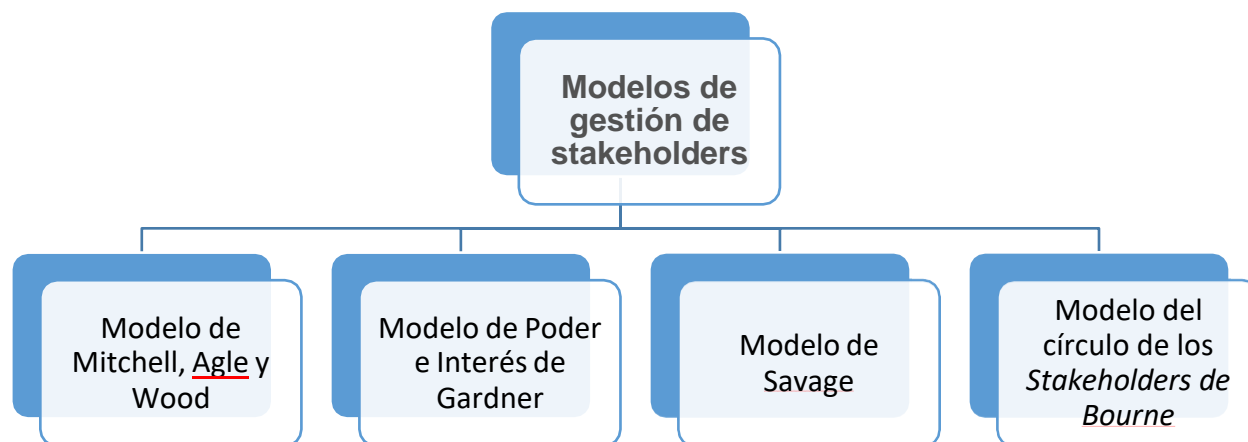 Modelos de
gestión de
stakeholders
Modelo de
Mitchell, Agle y
Wood
Modelo de Poder
e Interés de
Gardner
Modelo de
Savage
Modelo del
círculo de los
Stakeholders de
Bourne